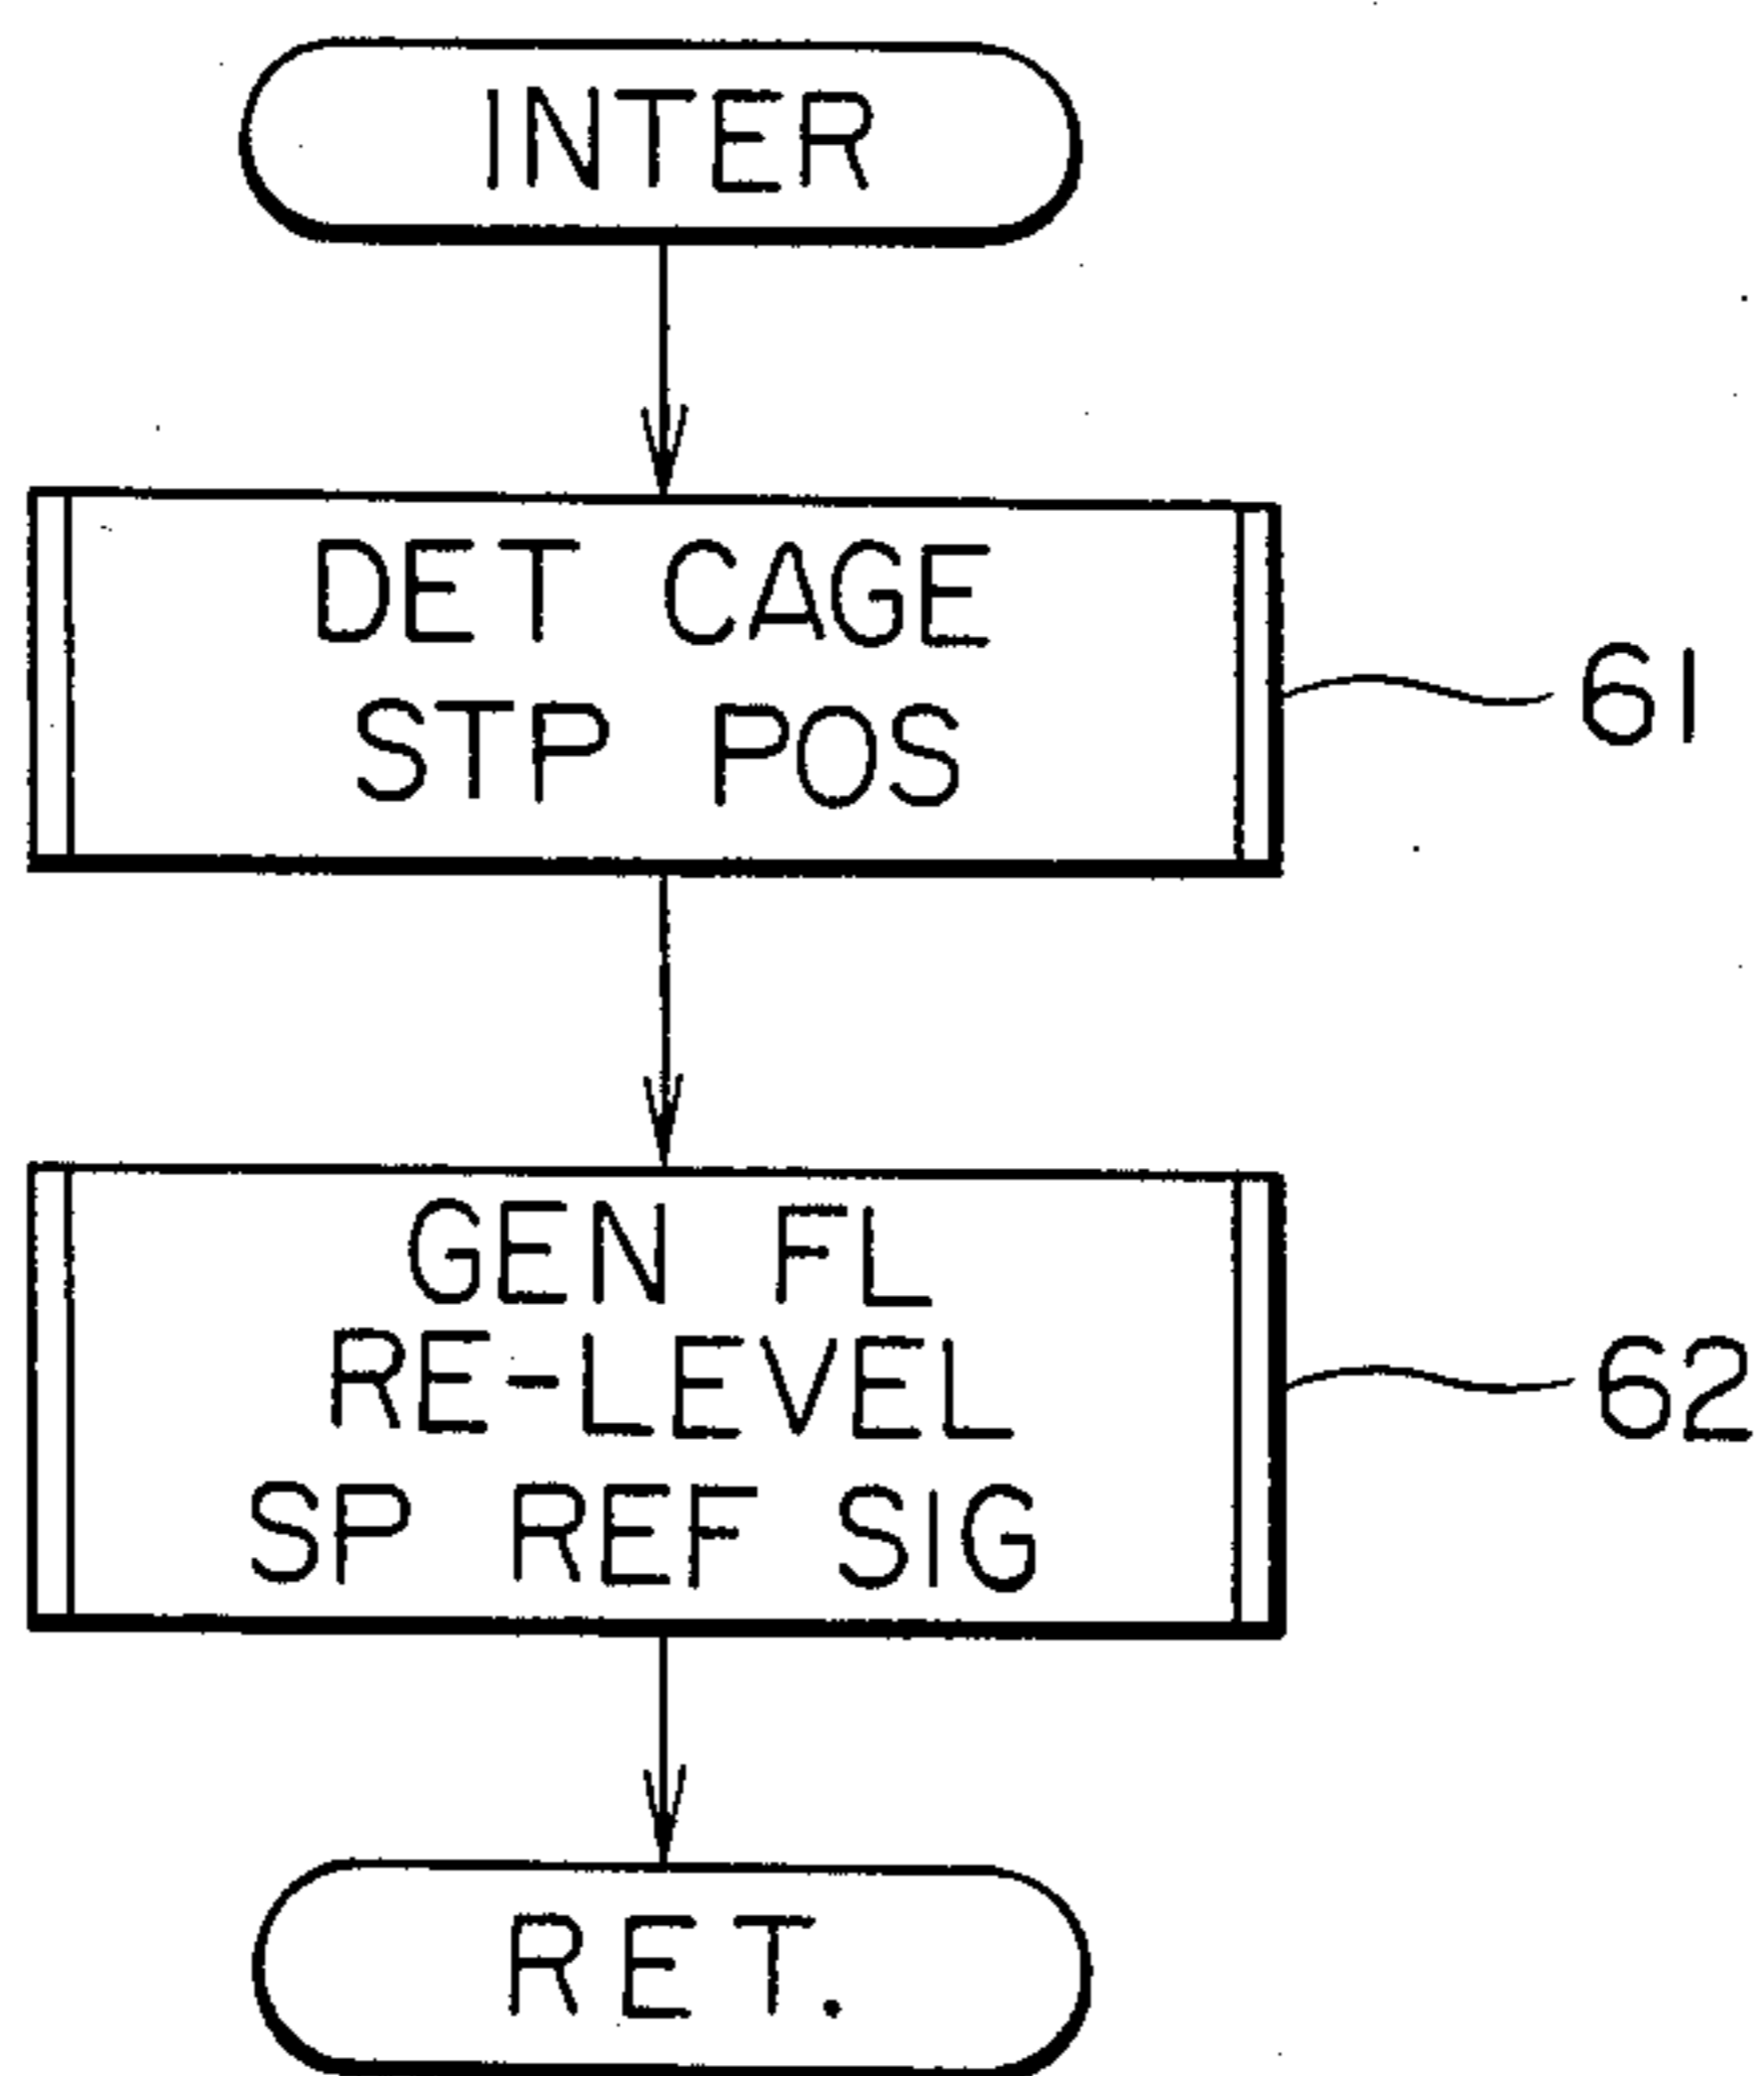 INTER
DET CAGE
STP POS
61
GEN FL
RE-LEVEL
SP REF SIG
62
RET.